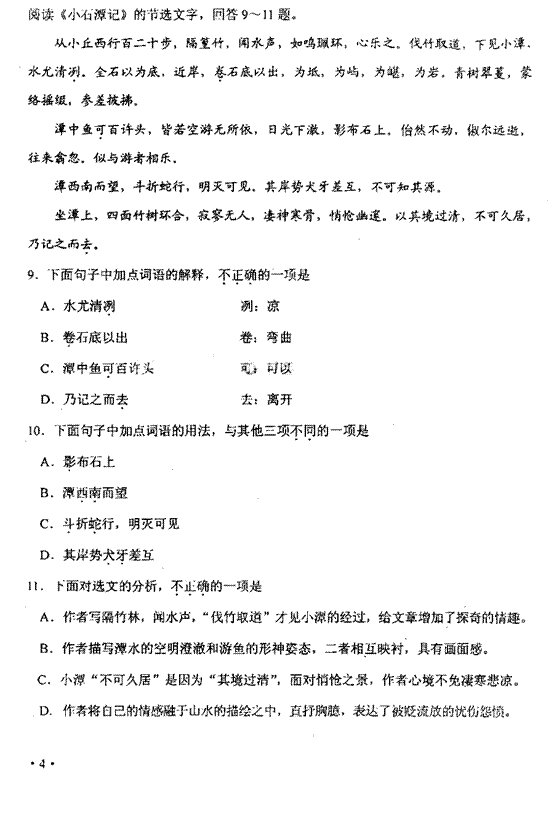 阅读《小石潭记》的节选文字，回答9～11题。
从小丘西行百二十步，隔篁竹，闻水声，如鸣珮环，心乐之。伐竹取道，下见小潭，
水尤清冽。全石以为底，近岸，卷石底以出，为坻，为屿，为嵁，为岩。青树翠蔓，蒙
络摇缀，参差披拂。
潭中鱼可百许头，皆若空游无所依，日光下澈，影布石上。佁然不动，俶尔远逝，
往来翕忽。似与游者相乐。
潭西南而望，斗折蛇行，明灭可见。其岸势犬牙差互，不可知其源。
坐潭上，四面竹树环合，寂寥无人，凄神寒骨，悄怆幽邃。以其境过清，不可久居，
乃记之而去。
9．下面句子中加点词语的解释，不正确的一项是
A．水尤清冽 冽：凉
B．卷石底以出 卷：弯曲
C．潭中鱼可百许头 可：可以
D．乃记之而去 去：离开
10．下面句子中加点词语的用法，与其他三项不同的一项是
A．影布石上
B．潭西南而望
C．斗折蛇行，明灭可见
D．其岸势犬牙差互
11．下面对选文的分析，不正确的一项是
A．作者写隔竹林，闻水声，“伐竹取道”才见小潭的经过，给文章增加了探奇的情趣。
B．作者描写潭水的空明澄澈和游鱼的形神姿态，二者相互映衬，具有画面感。
C．小潭“不可久居”是因为“其境过清”，面对悄怆之景，作者心境不免凄寒悲凉。
D．作者将自己的情感融于山水的描绘之中，直抒胸臆，表达了被贬流放的忧伤怨愤。
·4·